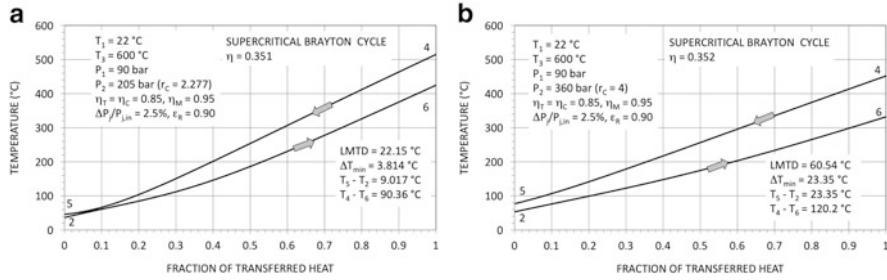 a
TEMPERATURE (°C)
600
500
400
300
200
100
0
T₁ = 22 °C
T₃ = 600 °C
P₁ = 90 bar
P₂ = 205 bar (r_C = 2.277)
η_T = η_C = 0.85, η_M = 0.95
ΔP_j/P_j,in = 2.5%, ε_R = 0.90
SUPERCRITICAL BRAYTON CYCLE
η = 0.351
4
6
5
2
LMTD = 22.15 °C
ΔT_min = 3.814 °C
T₅ - T₂ = 9.017 °C
T₄ - T₆ = 90.36 °C
0 0.1 0.2 0.3 0.4 0.5 0.6 0.7 0.8 0.9 1
FRACTION OF TRANSFERRED HEAT
b
TEMPERATURE (°C)
600
500
400
300
200
100
0
T₁ = 22 °C
T₃ = 600 °C
P₁ = 90 bar
P₂ = 360 bar (r_C = 4)
η_T = η_C = 0.85, η_M = 0.95
ΔP_j/P_j,in = 2.5%, ε_R = 0.90
SUPERCRITICAL BRAYTON CYCLE
η = 0.352
4
6
5
2
LMTD = 60.54 °C
ΔT_min = 23.35 °C
T₅ - T₂ = 23.35 °C
T₄ - T₆ = 120.2 °C
0 0.1 0.2 0.3 0.4 0.5 0.6 0.7 0.8 0.9 1
FRACTION OF TRANSFERRED HEAT